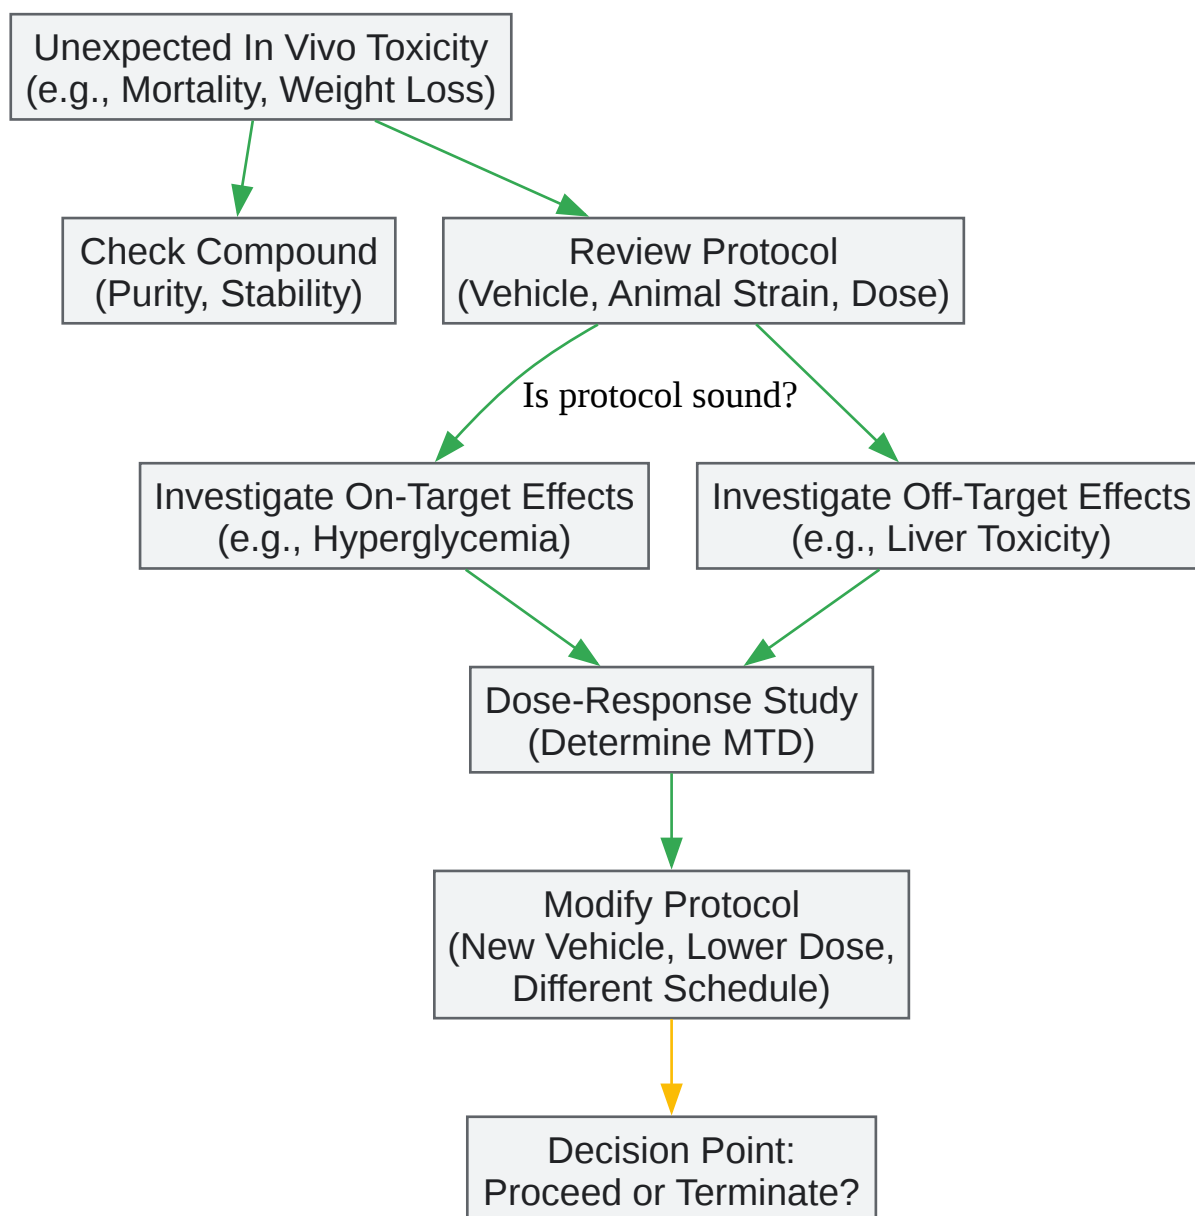 Unexpected In Vivo Toxicity
(e.g., Mortality, Weight Loss)
Check Compound
(Purity, Stability)
Review Protocol
(Vehicle, Animal Strain, Dose)
Is protocol sound?
Investigate On-Target Effects
(e.g., Hyperglycemia)
Investigate Off-Target Effects
(e.g., Liver Toxicity)
Dose-Response Study
(Determine MTD)
Modify Protocol
(New Vehicle, Lower Dose,
Different Schedule)
Decision Point:
Proceed or Terminate?